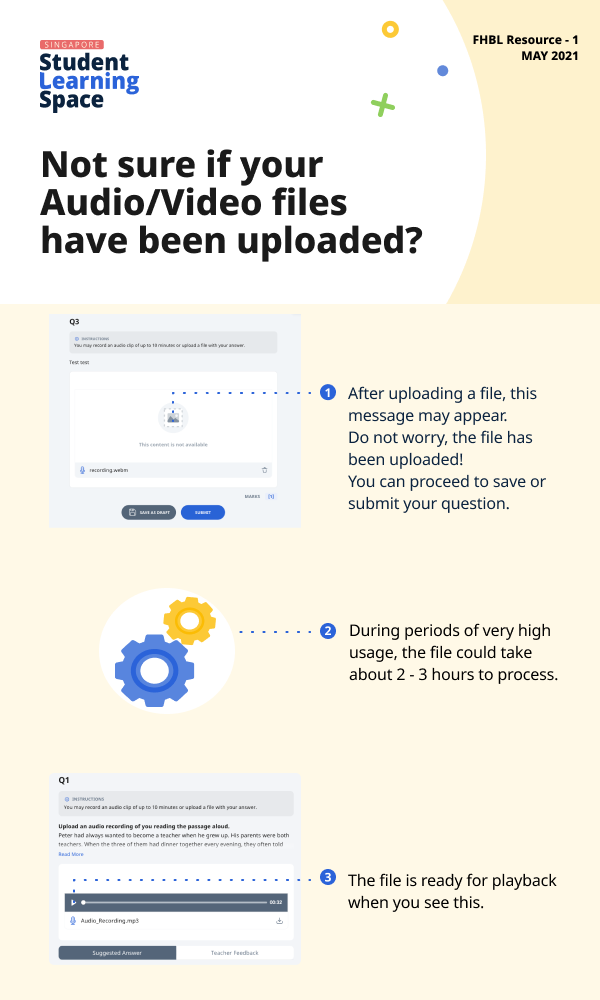 SINGAPORE
Student
Learning
Space
FHBL Resource - 1
MAY 2021
Not sure if your
Audio/Video files
have been uploaded?
Q3
INSTRUCTIONS
You may record an audio clip of up to 10 minutes or upload a file with your answer.
Test test
This content is not available
recording.webm
MARKS [1]
SAVE AS DRAFT
SUBMIT
1
After uploading a file, this
message may appear.
Do not worry, the file has
been uploaded!
You can proceed to save or
submit your question.
2
During periods of very high
usage, the file could take
about 2 - 3 hours to process.
Q1
INSTRUCTIONS
You may record an audio clip of up to 10 minutes or upload a file with your answer.
Upload an audio recording of you reading the passage aloud.
Peter had always wanted to become a teacher when he grew up. His parents were both
teachers. When the three of them had dinner together every evening, they often told
Read More
00:32
Audio_Recording.mp3
Suggested Answer
Teacher Feedback
3
The file is ready for playback
when you see this.